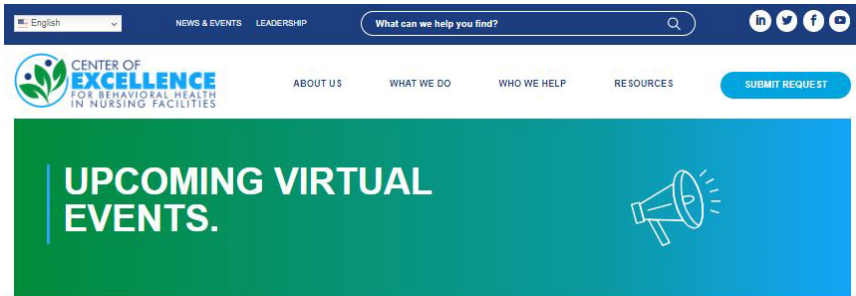 English
NEWS & EVENTS
LEADERSHIP
What can we help you find?
in
f
CENTER OF
EXCELLENCE
FOR BEHAVIORAL HEALTH
IN NURSING FACILITIES
ABOUT US
WHAT WE DO
WHO WE HELP
RESOURCES
SUBMIT REQUEST
UPCOMING VIRTUAL
EVENTS.